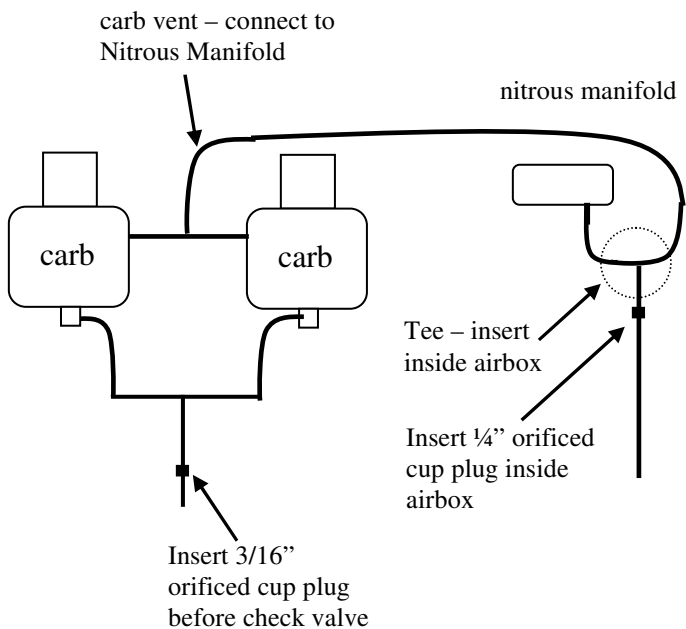 carb vent – connect to
Nitrous Manifold
nitrous manifold
carb
carb
Tee – insert
inside airbox
Insert ¼” orificed
cup plug inside
airbox
Insert 3/16”
orificed cup plug
before check valve